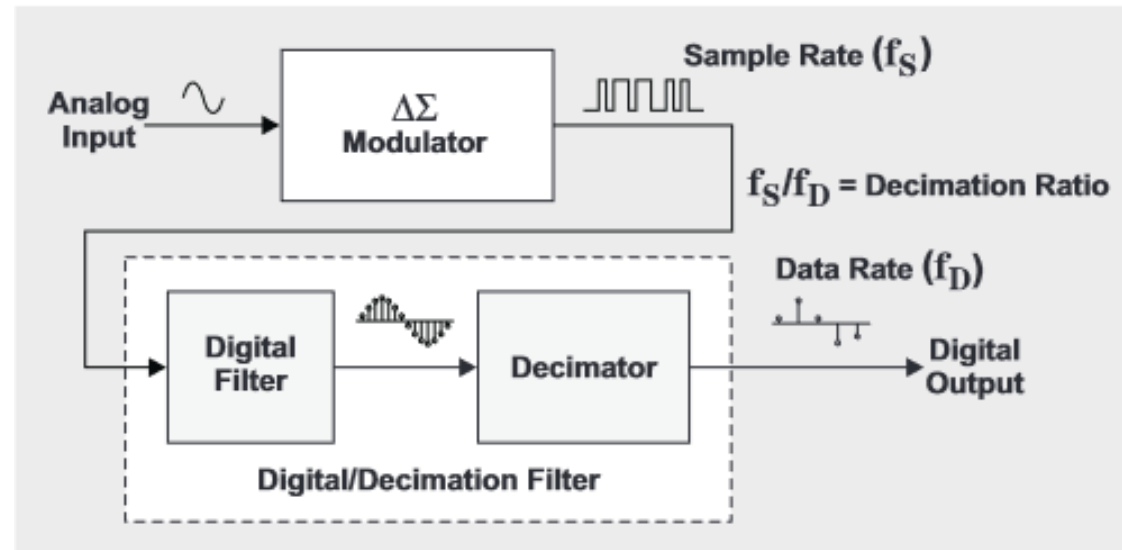 Sample Rate (fS)
Analog
Input
ΔΣ
Modulator
fS/fD = Decimation Ratio
Data Rate (fD)
Digital
Filter
Decimator
Digital
Output
Digital/Decimation Filter